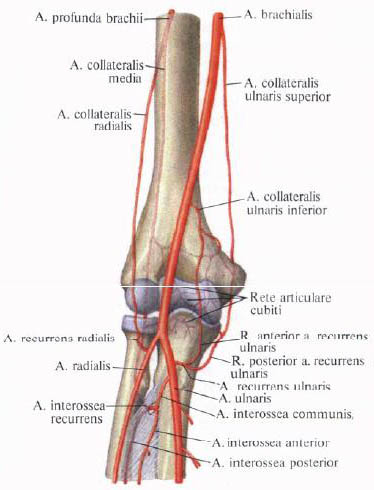 A. profunda brachii
A. brachialis
A. collateralis
media
A. collateralis
radialis
A. collateralis
ulnaris superior
A. collateralis
ulnaris inferior
Rete articulare
cubiti
A. recurrens radialis
R. anterior a. recurrens
ulnaris
A. radialis
R. posterior a. recurrens
ulnaris
A. recurrens ulnaris
A. ulnaris
A. interossea
recurrens
A. interossea communis,
A. interossea anterior
A. interossea posterior